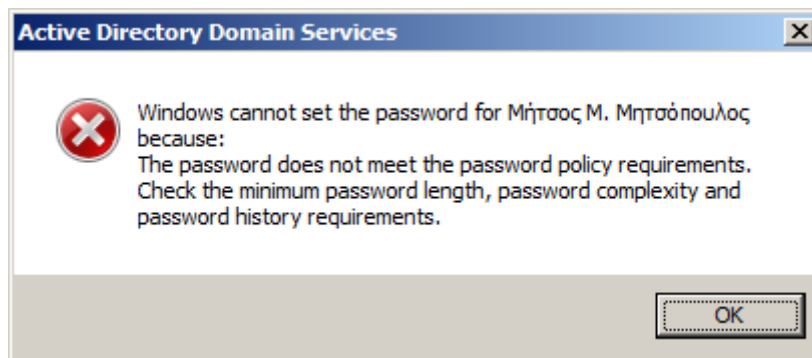 Active Directory Domain Services
Windows cannot set the password for Μήτσος Μ. Μητσόπουλος
because:
The password does not meet the password policy requirements.
Check the minimum password length, password complexity and
password history requirements.
OK